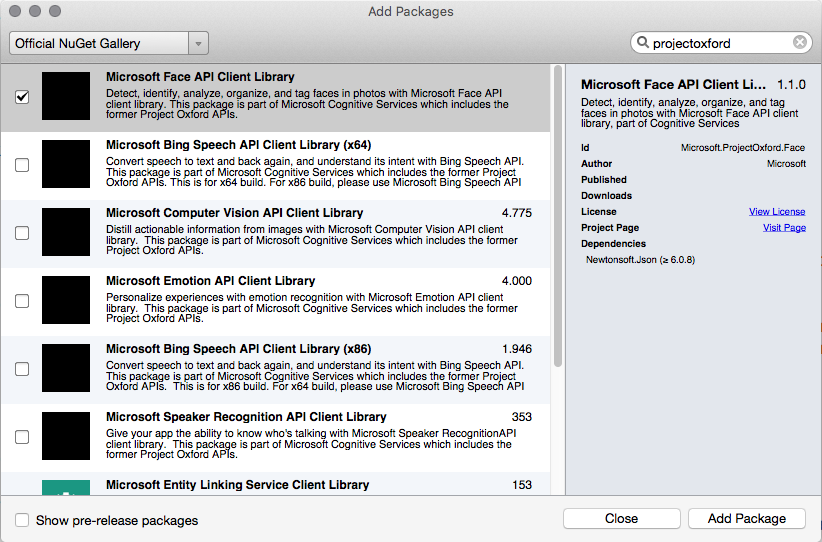 Add Packages
Official NuGet Gallery
projectoxford
Microsoft Face API Client Library
Detect, identify, analyze, organize, and tag faces in photos with Microsoft Face API
client library. This package is part of Microsoft Cognitive Services which includes the
former Project Oxford APIs.
Microsoft Bing Speech API Client Library (x64)
Convert speech to text and back again, and understand its intent with Bing Speech API.
This package is part of Microsoft Cognitive Services which includes the former Project
Oxford APIs. This is for x64 build. For x86 build, please use Microsoft Bing Speech API
Microsoft Computer Vision API Client Library 4.775
Distill actionable information from images with Microsoft Computer Vision API client
library.  This package is part of Microsoft Cognitive Services which includes the former
Project Oxford APIs.
Microsoft Emotion API Client Library 4.000
Personalize experiences with emotion recognition with Microsoft Emotion API client
library.  This package is part of Microsoft Cognitive Services which includes the former
Project Oxford APIs.
Microsoft Bing Speech API Client Library (x86) 1.946
Convert speech to text and back again, and understand its intent with Bing Speech API.
This package is part of Microsoft Cognitive Services which includes the former Project
Oxford APIs.  This is for x86 build. For x64 build, please use Microsoft Bing Speech API
Microsoft Speaker Recognition API Client Library 353
Give your app the ability to know who's talking with Microsoft Speaker RecognitionAPI
client library.  This package is part of Microsoft Cognitive Services which includes the
former Project Oxford APIs.
Microsoft Entity Linking Service Client Library 153
Microsoft Face API Client Li... 1.1.0
Detect, identify, analyze, organize, and tag
faces in photos with Microsoft Face API client
library, part of Cognitive Services
Id Microsoft.ProjectOxford.Face
Author Microsoft
Published
Downloads
License View License
Project Page Visit Page
Dependencies
Newtonsoft.Json (≥ 6.0.8)
Show pre-release packages
Close
Add Package